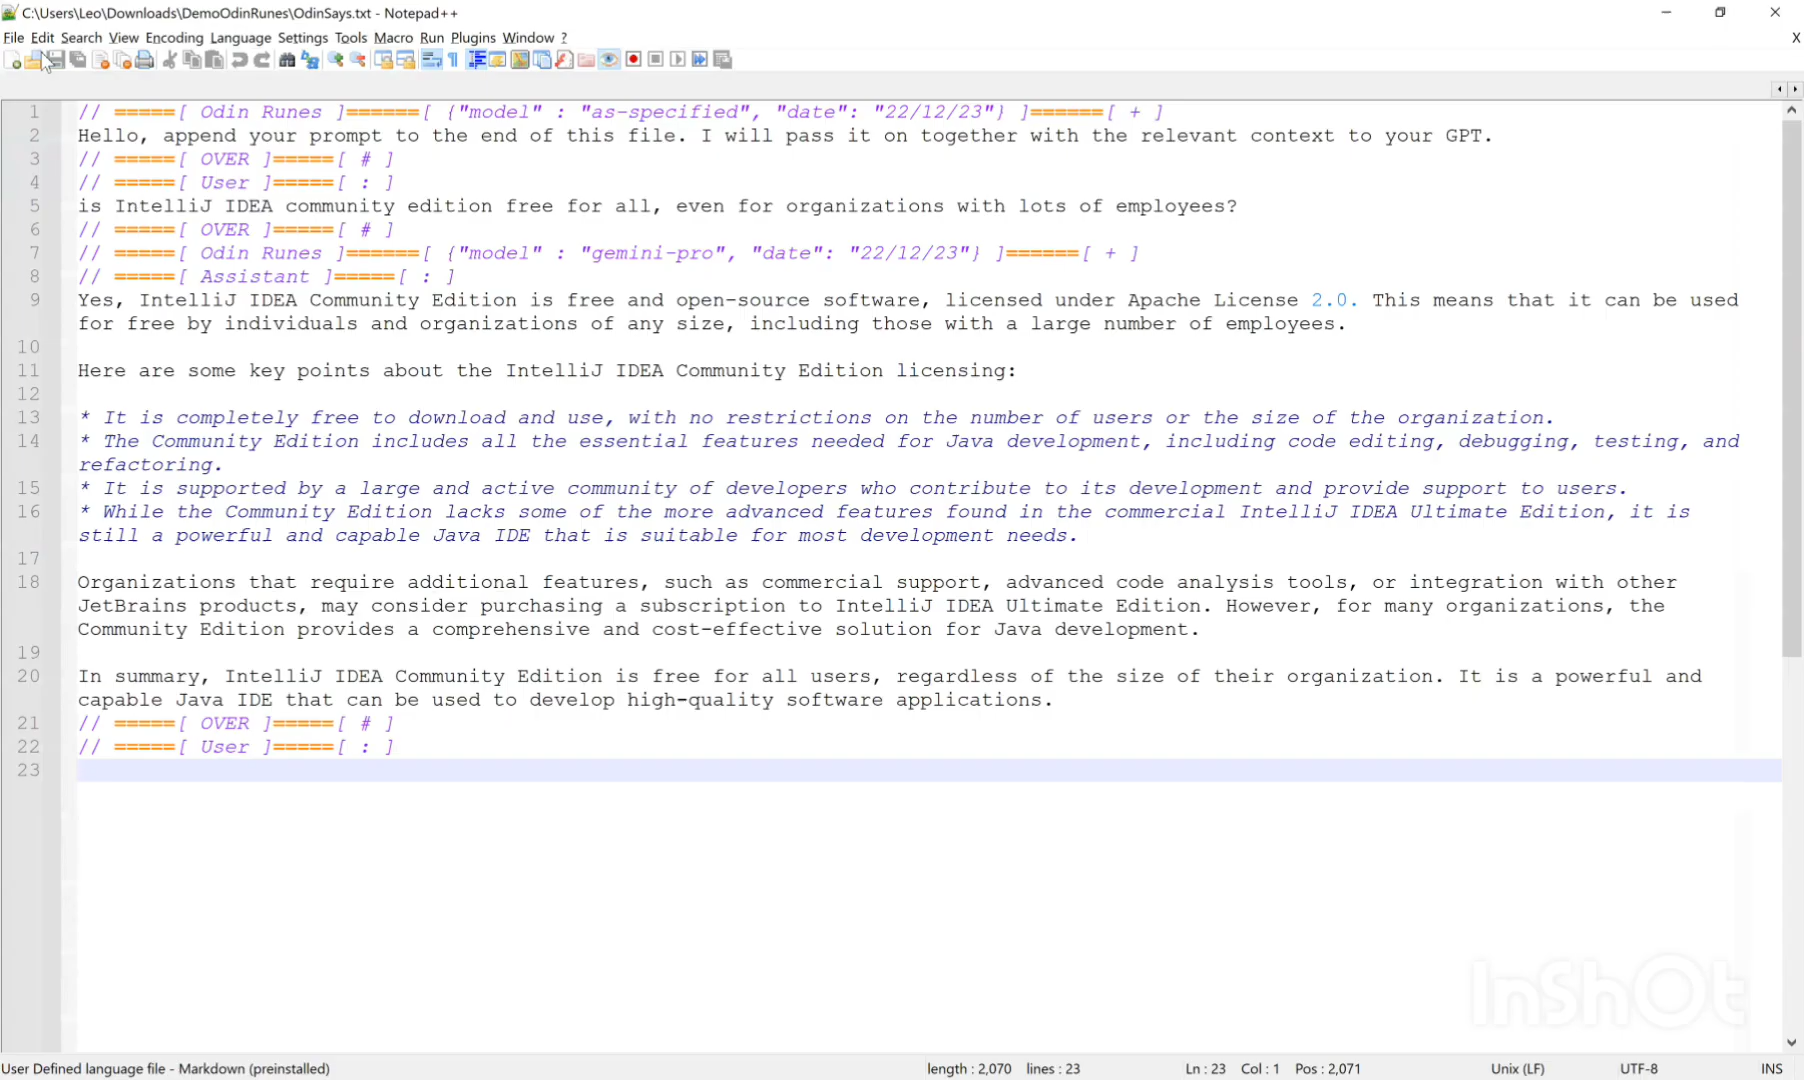 C:\Users\Leo\Downloads\DemoOdinRunes\OdinSays.txt - Notepad++
File Edit Search View Encoding Language Settings Tools Macro Run Plugins Window ?
X
1 // =====[ Odin Runes ]======[ {"model" : "as-specified", "date": "22/12/23"} ]======[ + ]
2 Hello, append your prompt to the end of this file. I will pass it on together with the relevant context to your GPT.
3 // =====[ OVER ]=====[ # ]
4 // =====[ User ]=====[ : ]
5 is IntelliJ IDEA community edition free for all, even for organizations with lots of employees?
6 // =====[ OVER ]=====[ # ]
7 // =====[ Odin Runes ]======[ {"model" : "gemini-pro", "date": "22/12/23"} ]======[ + ]
8 // =====[ Assistant ]=====[ : ]
9 Yes, IntelliJ IDEA Community Edition is free and open-source software, licensed under Apache License 2.0. This means that it can be used
for free by individuals and organizations of any size, including those with a large number of employees.
10
11 Here are some key points about the IntelliJ IDEA Community Edition licensing:
12
13 * It is completely free to download and use, with no restrictions on the number of users or the size of the organization.
14 * The Community Edition includes all the essential features needed for Java development, including code editing, debugging, testing, and
refactoring.
15 * It is supported by a large and active community of developers who contribute to its development and provide support to users.
16 * While the Community Edition lacks some of the more advanced features found in the commercial IntelliJ IDEA Ultimate Edition, it is
still a powerful and capable Java IDE that is suitable for most development needs.
17
18 Organizations that require additional features, such as commercial support, advanced code analysis tools, or integration with other
JetBrains products, may consider purchasing a subscription to IntelliJ IDEA Ultimate Edition. However, for many organizations, the
Community Edition provides a comprehensive and cost-effective solution for Java development.
19
20 In summary, IntelliJ IDEA Community Edition is free for all users, regardless of the size of their organization. It is a powerful and
capable Java IDE that can be used to develop high-quality software applications.
21 // =====[ OVER ]=====[ # ]
22 // =====[ User ]=====[ : ]
23
InShOt
User Defined language file - Markdown (preinstalled) length : 2,070 lines : 23 Ln : 23 Col : 1 Pos : 2,071 Unix (LF) UTF-8 INS